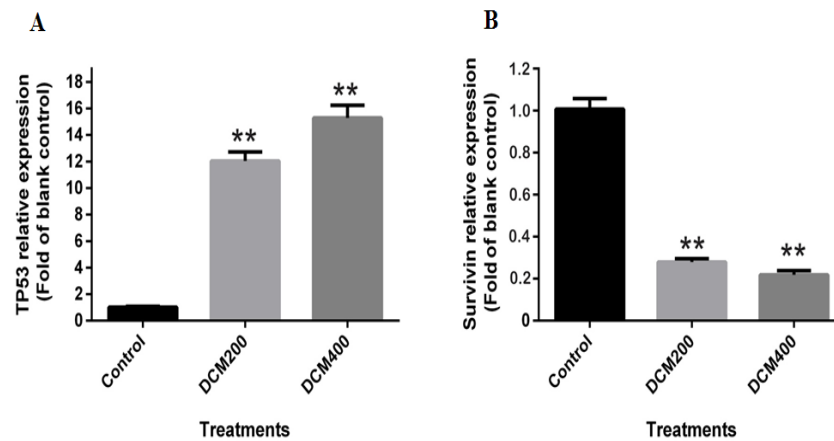 A
TP53 relative expression
(Fold of blank control)
18
16
14
12
10
8
6
4
2
0
**
**
Control
DCM200
DCM400
Treatments
B
Survivin relative expression
(Fold of blank control)
1.2
1.0
0.8
0.6
0.4
0.2
0
**
**
Control
DCM200
DCM400
Treatments